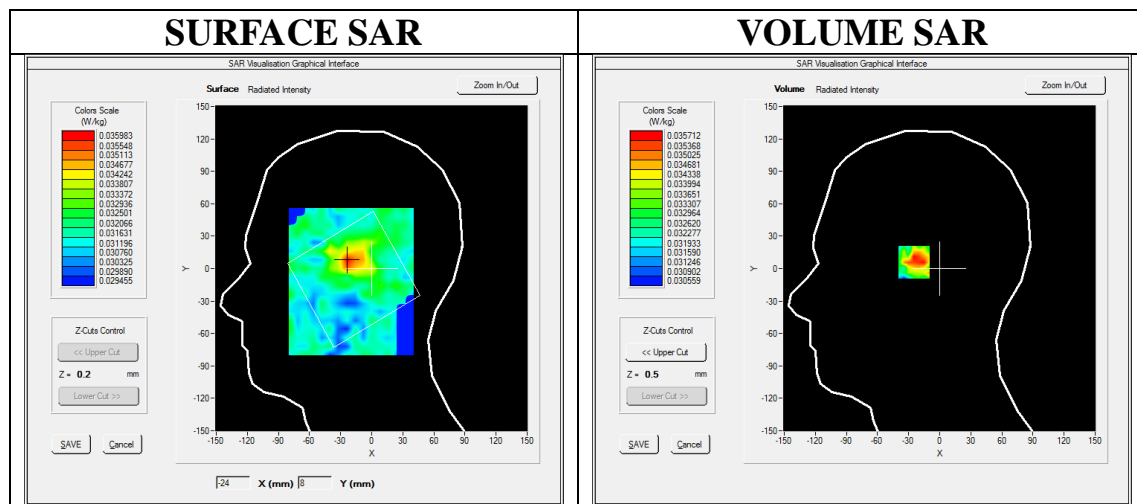 SURFACE SAR
SAR Visualisation Graphical Interface
Surface Radiated Intensity
Zoom In/Out
Colors Scale
(W/kg)
0.035983
0.035548
0.035113
0.034677
0.034242
0.033807
0.033372
0.032936
0.032501
0.032066
0.031631
0.031196
0.030760
0.030325
0.029890
0.029455
150
120
90
60
30
0
-30
-60
-90
-120
-150
Y
-150 -120 -90 -60 -30 0 30 60 90 120 150
X
Z-Cuts Control
<< Upper Cut
Z = 0.2 mm
Lower Cut >>
SAVE Cancel
-24 X (mm) 8 Y (mm)
VOLUME SAR
SAR Visualisation Graphical Interface
Volume Radiated Intensity
Zoom In/Out
Colors Scale
(W/kg)
0.035712
0.035368
0.035025
0.034681
0.034338
0.033994
0.033651
0.033307
0.032964
0.032620
0.032277
0.031933
0.031590
0.031246
0.030902
0.030559
150
120
90
60
30
0
-30
-60
-90
-120
-150
Y
-150 -120 -90 -60 -30 0 30 60 90 120 150
X
Z-Cuts Control
<< Upper Cut
Z = 0.5 mm
Lower Cut >>
SAVE Cancel